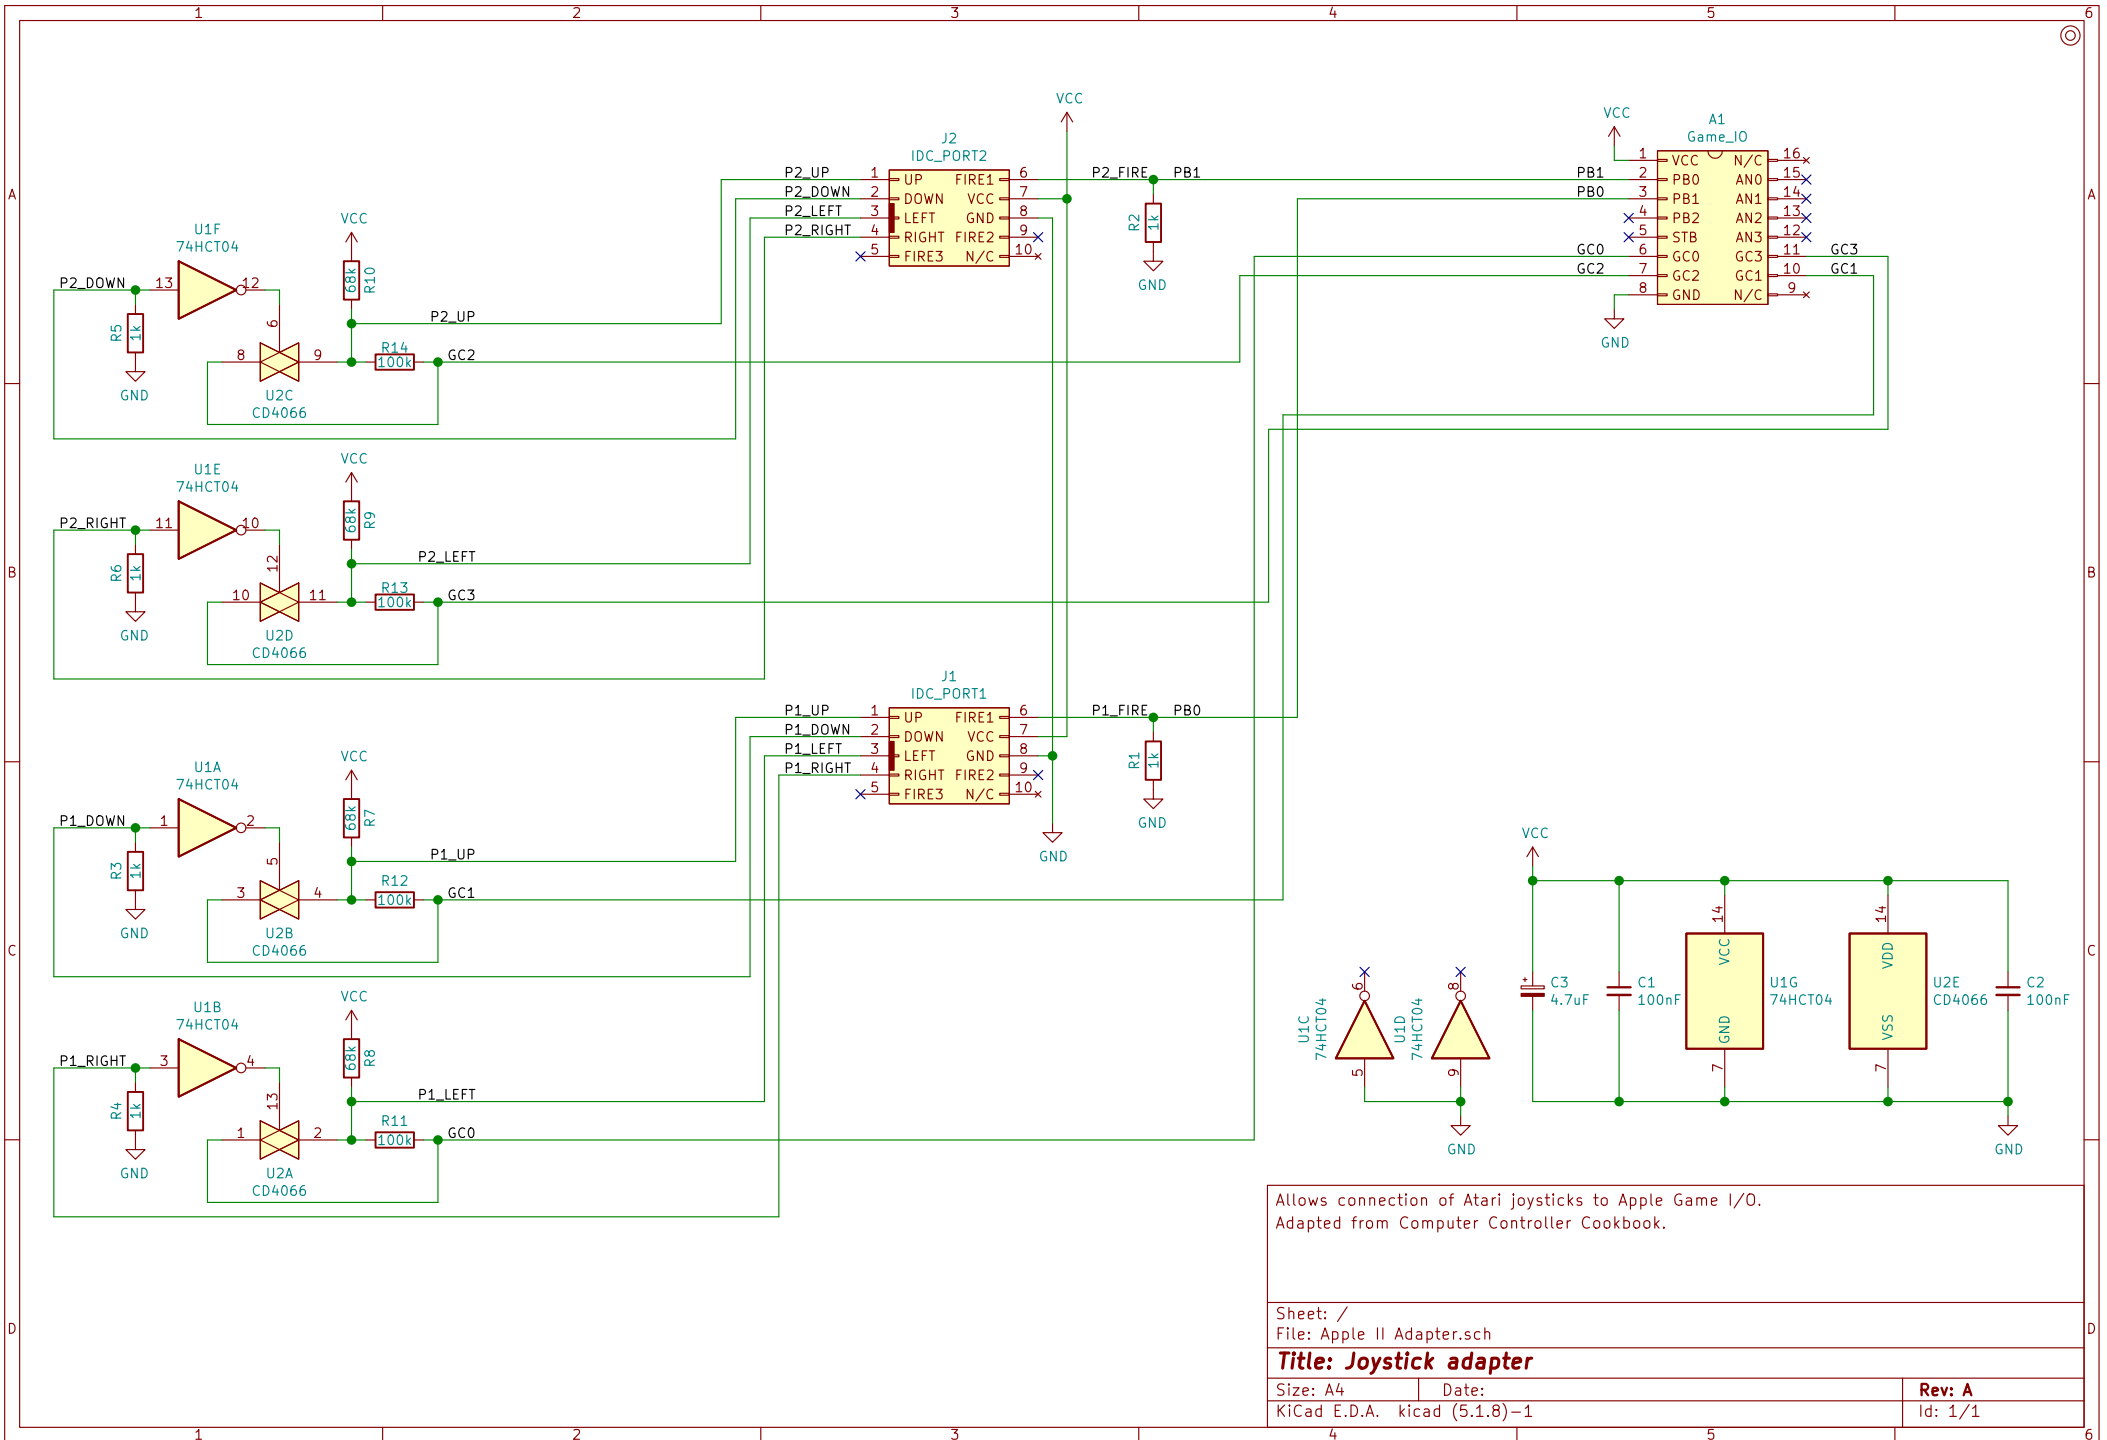 1 2 3 4 5 6
A
B
C
D
A
B
C
D
1 2 3 4 5 6
U1F
74HCT04
P2_DOWN
13
12
R5
1k
GND
6
8
9
U2C
CD4066
VCC
68k
R10
P2_UP
R14
100k
GC2
U1E
74HCT04
P2_RIGHT
11
10
R6
1k
GND
12
10
11
U2D
CD4066
VCC
68k
R9
P2_LEFT
R13
100k
GC3
U1A
74HCT04
P1_DOWN
1
2
R3
1k
GND
5
3
4
U2B
CD4066
VCC
68k
R7
P1_UP
R12
100k
GC1
U1B
74HCT04
P1_RIGHT
3
4
R4
1k
GND
13
1
2
U2A
CD4066
VCC
68k
R8
P1_LEFT
R11
100k
GC0
J2
IDC_PORT2
P2_UP 1 UP FIRE1 6 P2_FIRE PB1
P2_DOWN 2 DOWN VCC 7
P2_LEFT 3 LEFT GND 8
P2_RIGHT 4 RIGHT FIRE2 9
5 FIRE3 N/C 10
VCC
R2
1k
GND
J1
IDC_PORT1
P1_UP 1 UP FIRE1 6 P1_FIRE PB0
P1_DOWN 2 DOWN VCC 7
P1_LEFT 3 LEFT GND 8
P1_RIGHT 4 RIGHT FIRE2 9
5 FIRE3 N/C 10
GND
R1
1k
GND
VCC
A1
Game_IO
1 VCC N/C 16
PB1 2 PB0 AN0 15
PB0 3 PB1 AN1 14
4 PB2 AN2 13
5 STB AN3 12
GC0 6 GC0 GC3 11 GC3
GC2 7 GC2 GC1 10 GC1
8 GND N/C 9
GND
U1C
74HCT04
6
5
U1D
74HCT04
8
9
GND
VCC
C3
4.7uF
C1
100nF
14
VCC
GND
7
U1G
74HCT04
14
VDD
VSS
7
U2E
CD4066
C2
100nF
GND
Allows connection of Atari joysticks to Apple Game I/O.
Adapted from Computer Controller Cookbook.
Sheet: /
File: Apple II Adapter.sch
Title: Joystick adapter
Size: A4 Date: Rev: A
KiCad E.D.A. kicad (5.1.8)-1 Id: 1/1